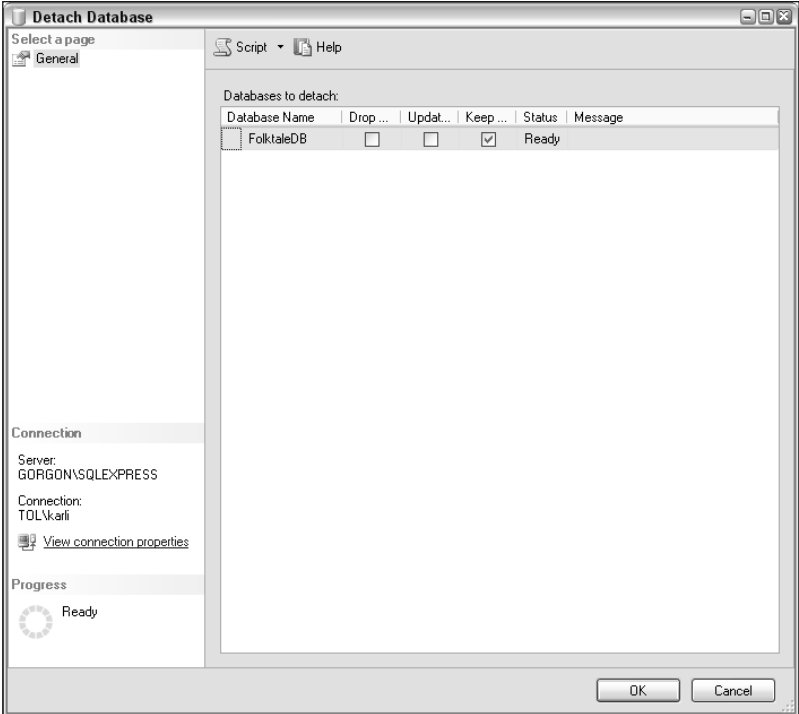 Detach Database
Select a page
General
Script
Help
Databases to detach:
Database Name Drop ... Updat... Keep ... Status Message
FolktaleDB Ready
Connection
Server:
GORGON\SQLEXPRESS
Connection:
TOL\karli
View connection properties
Progress
Ready
OK Cancel